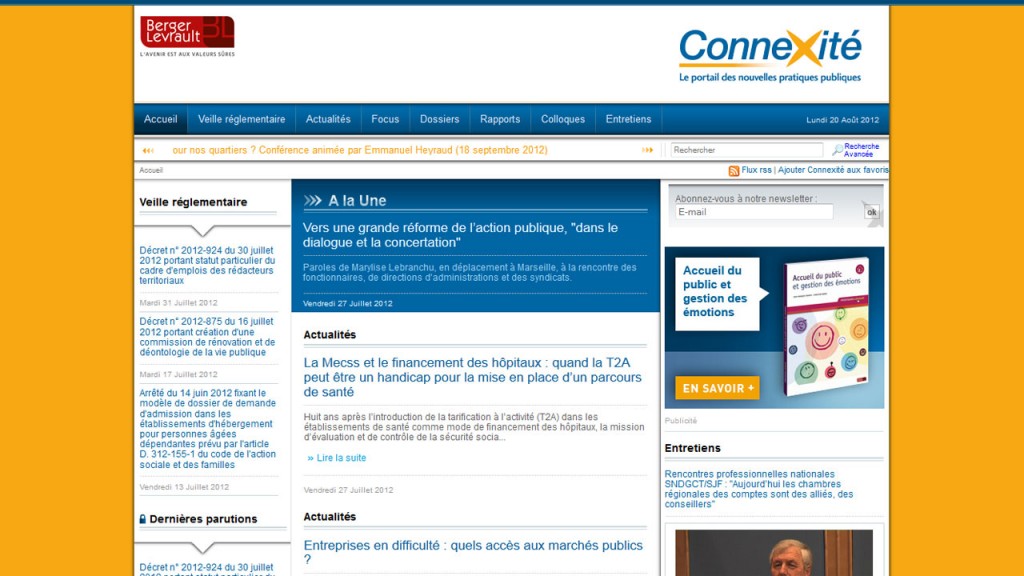 Berger
Levrault
BL
L'AVENIR EST AUX VALEURS SÛRES
ConneXité
Le portail des nouvelles pratiques publiques
Accueil
Veille réglementaire
Actualités
Focus
Dossiers
Rapports
Colloques
Entretiens
Lundi 20 Août 2012
our nos quartiers ? Conférence animée par Emmanuel Heyraud (18 septembre 2012)
Rechercher
Recherche
Avancée
Accueil
Flux rss | Ajouter Connexité aux favoris
Veille réglementaire
Décret n° 2012-924 du 30 juillet
2012 portant statut particulier du
cadre d'emplois des rédacteurs
territoriaux
Mardi 31 Juillet 2012
Décret n° 2012-875 du 16 juillet
2012 portant création d'une
commission de rénovation et de
déontologie de la vie publique
Mardi 17 Juillet 2012
Arrêté du 14 juin 2012 fixant le
modèle de dossier de demande
d'admission dans les
établissements d'hébergement
pour personnes âgées
dépendantes prévu par l'article
D. 312-155-1 du code de l'action
sociale et des familles
Vendredi 13 Juillet 2012
Dernières parutions
Décret n° 2012-924 du 30 juillet
2012 portant statut particulier du
A la Une
Vers une grande réforme de l'action publique, "dans le
dialogue et la concertation"
Paroles de Marylise Lebranchu, en déplacement à Marseille, à la rencontre des
fonctionnaires, de directions d'administrations et des syndicats.
Vendredi 27 Juillet 2012
Actualités
La Mecss et le financement des hôpitaux : quand la T2A
peut être un handicap pour la mise en place d'un parcours
de santé
Huit ans après l'introduction de la tarification à l'activité (T2A) dans les
établissements de santé comme mode de financement des hôpitaux, la mission
d'évaluation et de contrôle de la sécurité socia...
» Lire la suite
Vendredi 27 Juillet 2012
Actualités
Entreprises en difficulté : quels accès aux marchés publics
?
Abonnez-vous à notre newsletter :
E-mail
ok
Accueil du
public et
gestion des
émotions
Accueil du public
et gestion des émotions
EN SAVOIR +
Publicité
Entretiens
Rencontres professionnelles nationales
SNDGCT/SJF : "Aujourd'hui les chambres
régionales des comptes sont des alliés, des
conseillers"